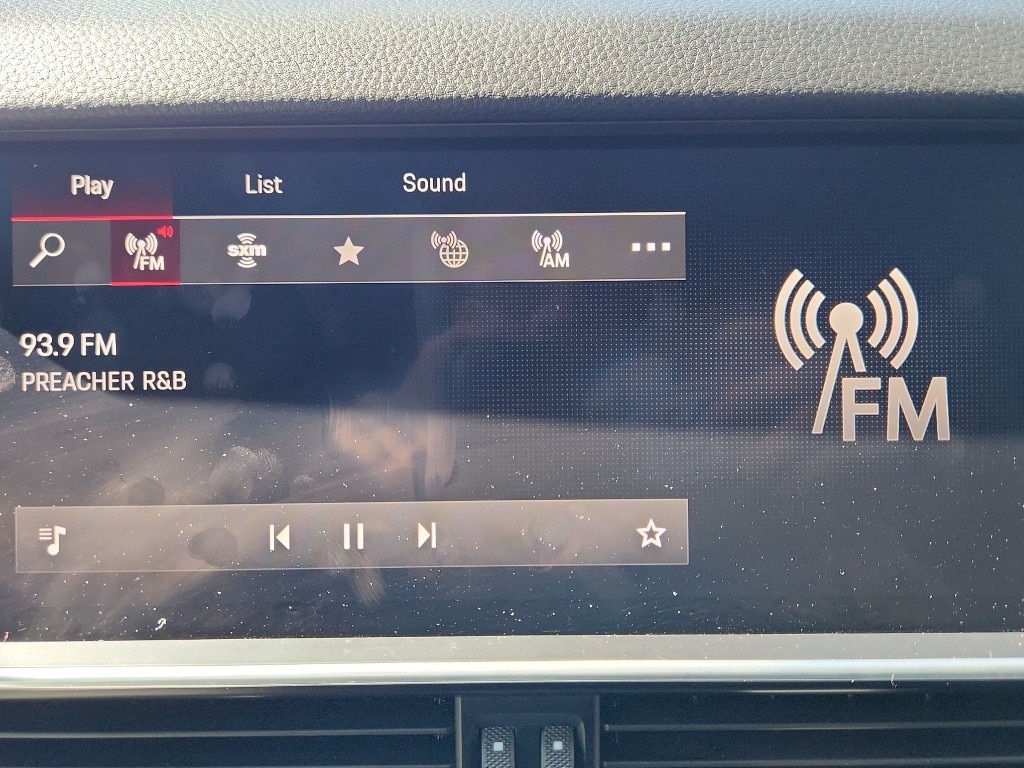 Play List Sound
FM sxm AM
93.9 FM
PREACHER R&B
FM